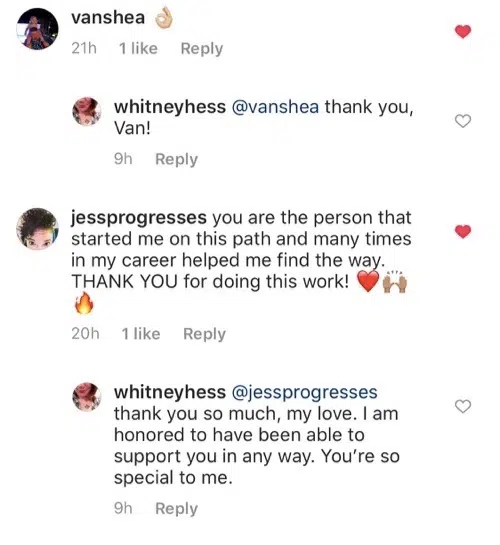 vanshea 👌🏼
21h 1 like Reply
whitneyhess @vanshea thank you,
Van!
9h Reply
jessprogresses you are the person that
started me on this path and many times
in my career helped me find the way.
THANK YOU for doing this work! ❤️🙌🏽
🔥
20h 1 like Reply
whitneyhess @jessprogresses
thank you so much, my love. I am
honored to have been able to
support you in any way. You’re so
special to me.
9h Reply